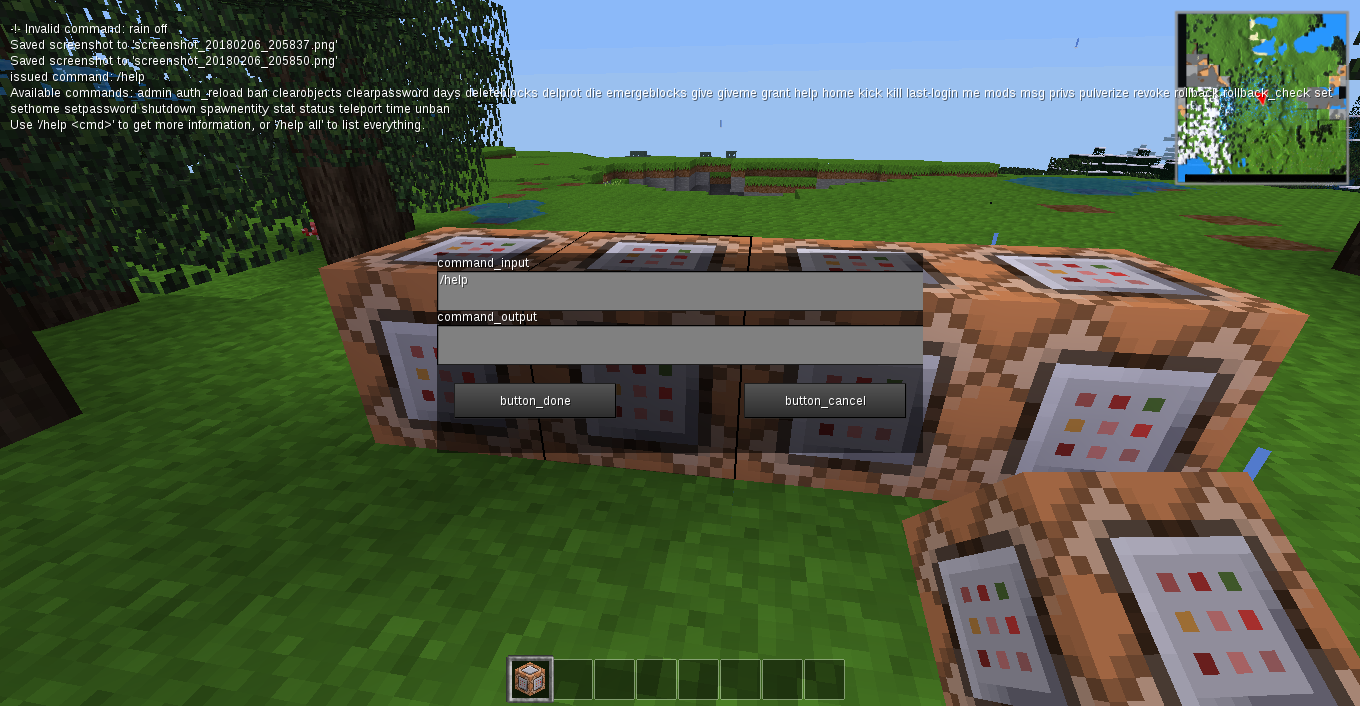 -!- Invalid command: rain off
Saved screenshot to 'screenshot_20180206_205837.png'
Saved screenshot to 'screenshot_20180206_205850.png'
issued command: /help
Available commands: admin auth_reload ban clearobjects clearpassword days deleteblocks delprot die emergeblocks give giveme grant help home kick kill last-login me mods msg privs pulverize revoke rollback rollback_check set
sethome setpassword shutdown spawnentity stat status teleport time unban
Use '/help <cmd>' to get more information, or '/help all' to list everything.
command_input
/help
command_output
button_done
button_cancel